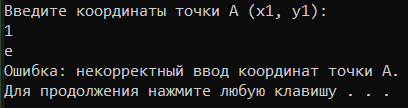 Введите координаты точки A (x1, y1):
1
e
Ошибка: некорректный ввод координат точки A.
Для продолжения нажмите любую клавишу . . .